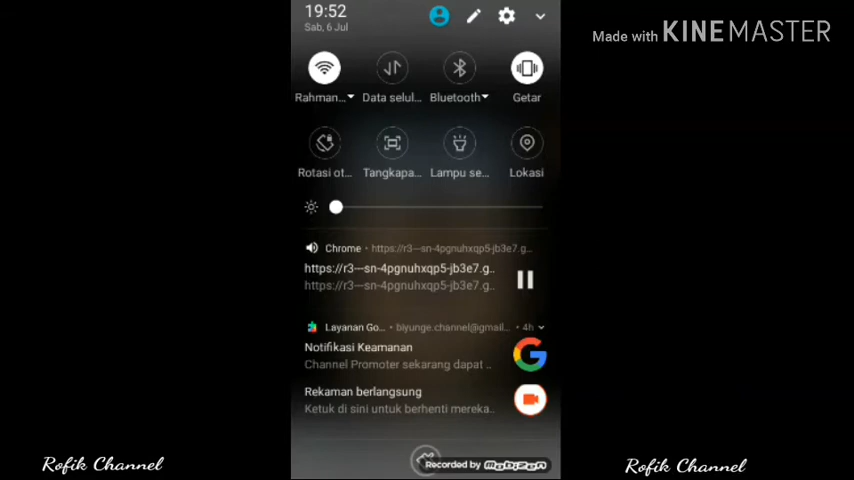 19:52
Sab, 6 Jul
Made with KINEMASTER
Rahman... Data selul... Bluetooth Getar
Rotasi ot... Tangkapa... Lampu se... Lokasi
Chrome • https://r3---sn-4pgnuhxqp5-jb3e7.g...
https://r3---sn-4pgnuhxqp5-jb3e7.g..
https://r3---sn-4pgnuhxqp5-jb3e7.g..
Layanan Go... • biyunge.channel@gmail... • 4h
Notifikasi Keamanan
Channel Promoter sekarang dapat ..
Rekaman berlangsung
Ketuk di sini untuk berhenti mereka..
Recorded by mobizen
Rofik Channel
Rofik Channel